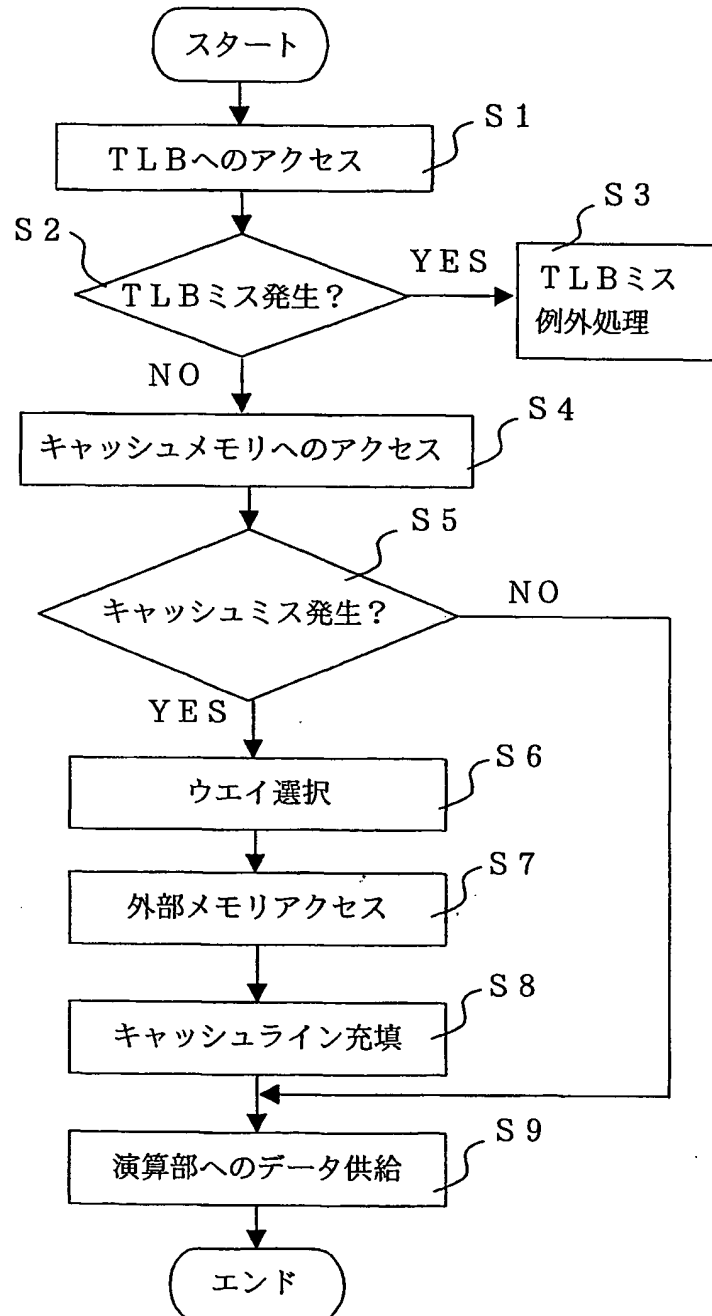 スタート
S1
TLBへのアクセス
S3
S2
YES
TLBミス発生?
TLBミス
例外処理
NO
S4
キャッシュメモリへのアクセス
S5
キャッシュミス発生?
NO
YES
S6
ウエイ選択
S7
外部メモリアクセス
S8
キャッシュライン充填
S9
演算部へのデータ供給
エンド